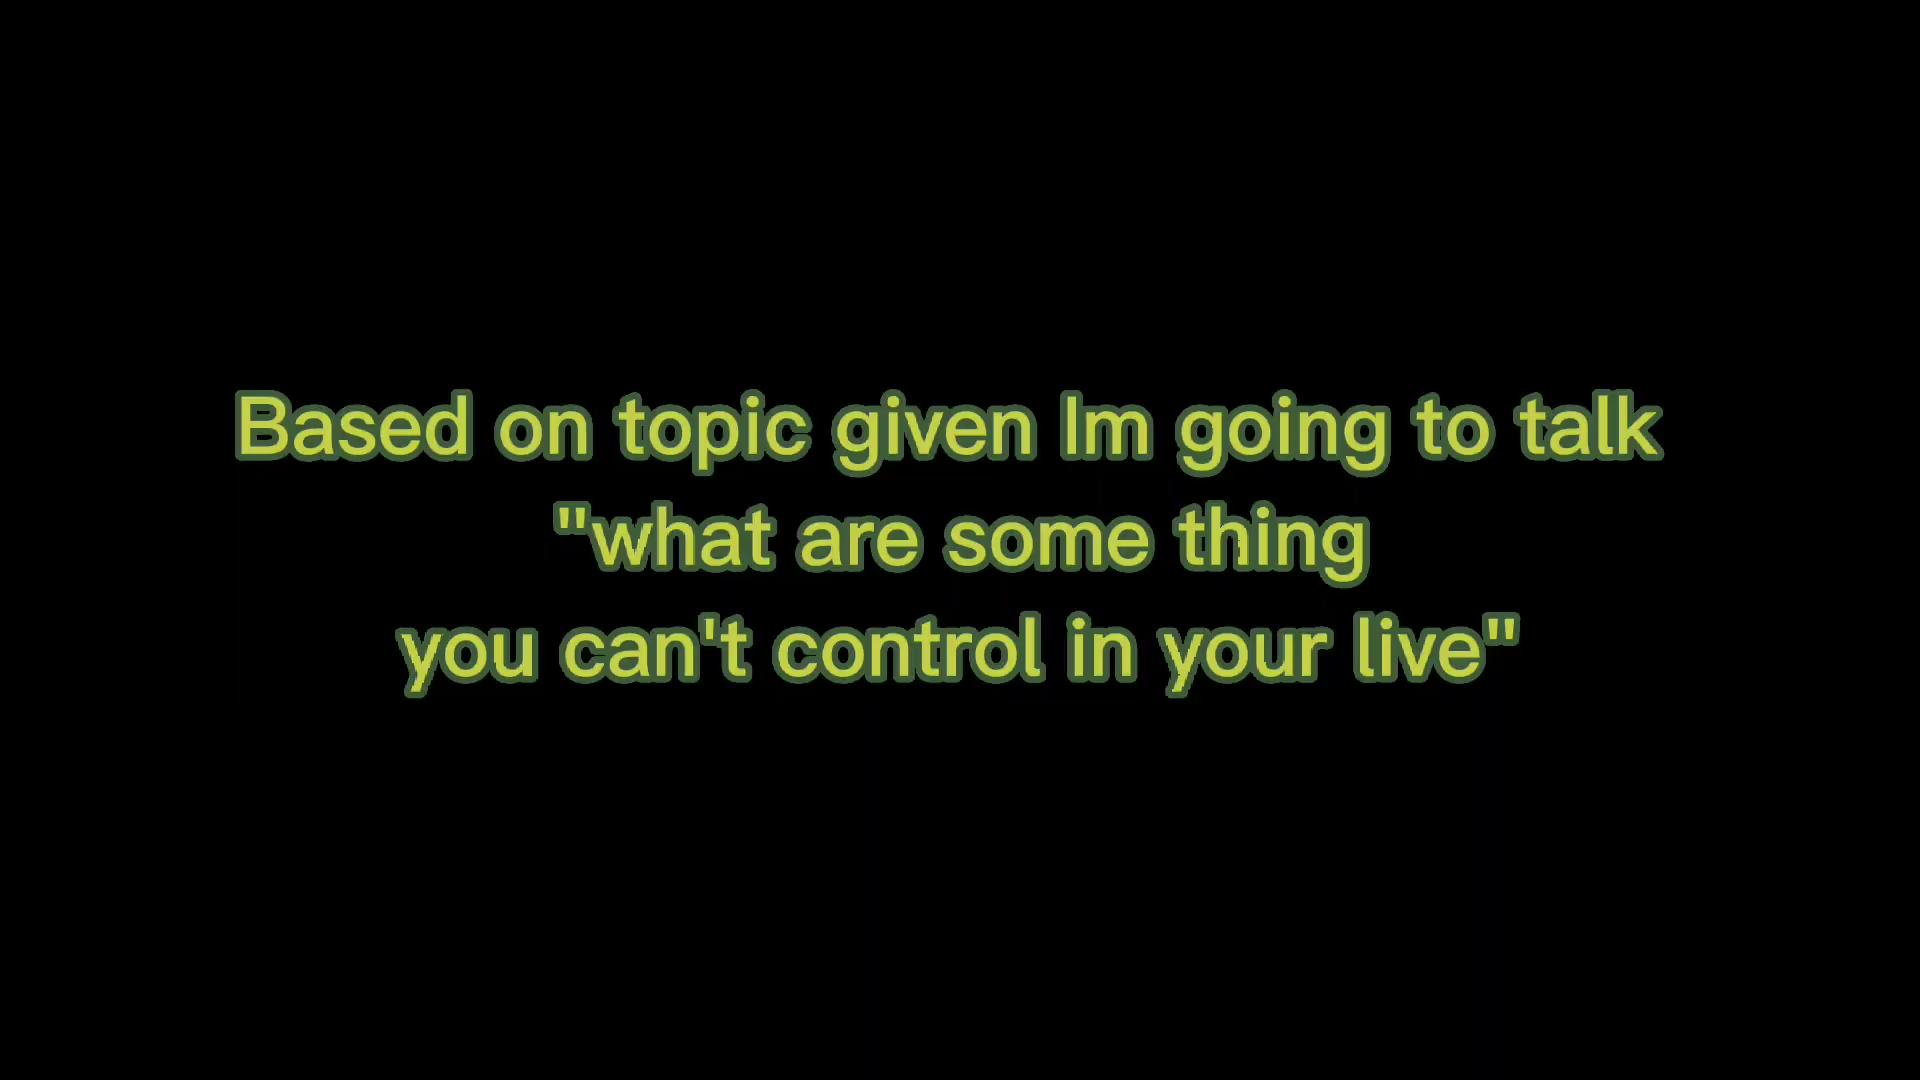 Based on topic given Im going to talk
"what are some thing
you can't control in your live"